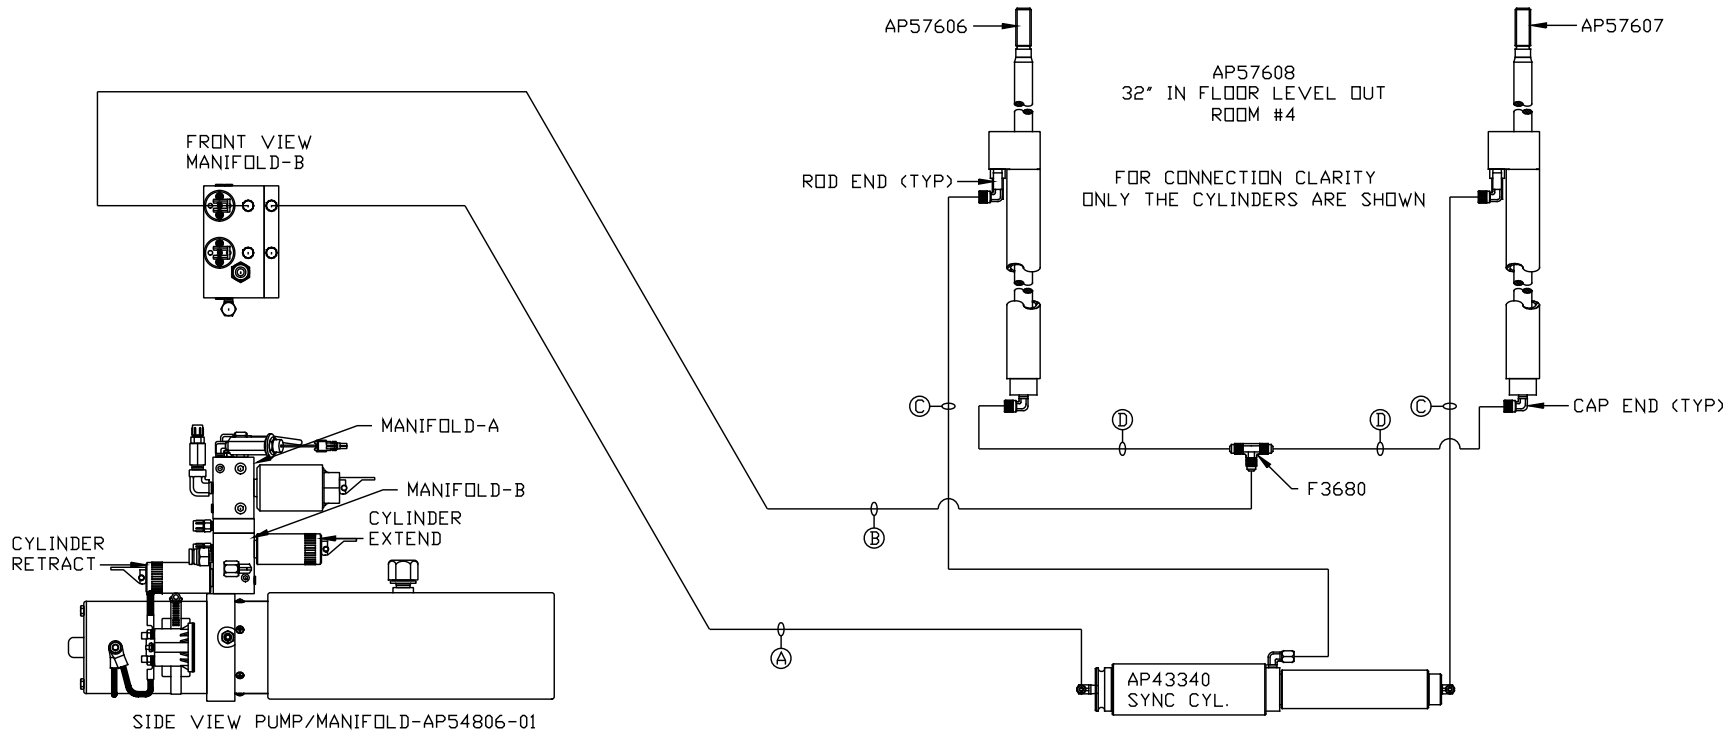 AP57606
AP57607
AP57608
32" IN FLOOR LEVEL OUT
ROOM #4
FRONT VIEW
MANIFOLD-B
ROD END (TYP)
FOR CONNECTION CLARITY
ONLY THE CYLINDERS ARE SHOWN
C
C
CAP END (TYP)
D
D
MANIFOLD-A
F3680
MANIFOLD-B
CYLINDER
EXTEND
B
CYLINDER
RETRACT
A
AP43340
SYNC CYL.
SIDE VIEW PUMP/MANIFOLD-AP54806-01